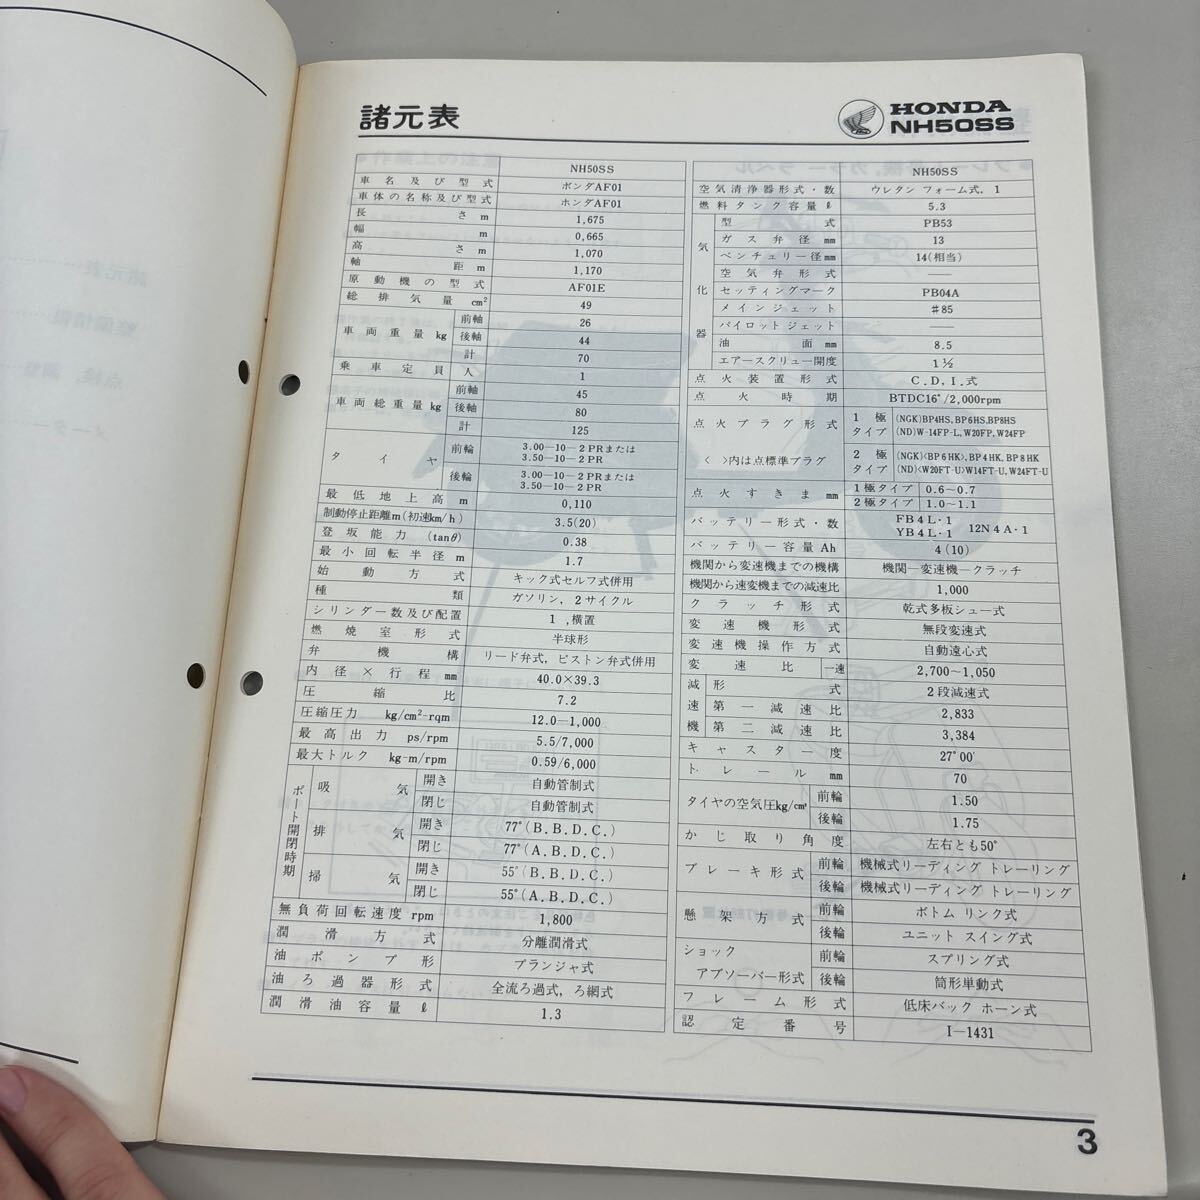 諸元表
HONDA
NH50SS
NH50SS
車名及び型式 ホンダAF01
車体の名称及び型式 ホンダAF01
長さ m 1,675
幅 m 0,665
高さ m 1,070
軸距 m 1,170
原動機の型式 AF01E
総排気量 cm² 49
車両重量 kg 前軸 26
後軸 44
計 70
乗車定員 人 1
車両総重量 kg 前軸 45
後軸 80
計 125
タイヤ 前輪 3.00-10-2PRまたは
3.50-10-2PR
後輪 3.00-10-2PRまたは
3.50-10-2PR
最低地上高 m 0,110
制動停止距離m(初速km/h) 3.5(20)
登坂能力 (tanθ) 0.38
最小回転半径 m 1.7
始動方式 キック式セルフ式併用
種類 ガソリン, 2サイクル
シリンダー数及び配置 1 ,横置
燃焼室形式 半球形
弁機構 リード弁式, ピストン弁式併用
内径×行程 mm 40.0×39.3
圧縮比 7.2
圧縮圧力 kg/cm²-rqm 12.0-1,000
最高出力 ps/rpm 5.5/7,000
最大トルク kg-m/rpm 0.59/6,000
ポート開閉時期 吸気 開き 自動管制式
閉じ 自動管制式
排気 開き 77°(B.B.D.C.)
閉じ 77°(A.B.D.C.)
掃気 開き 55°(B.B.D.C.)
閉じ 55°(A.B.D.C.)
無負荷回転速度 rpm 1,800
潤滑方式 分離潤滑式
油ポンプ形 プランジャ式
油ろ過器形式 全流ろ過式, ろ網式
潤滑油容量 ℓ 1.3
NH50SS
空気清浄器形式・数 ウレタン フォーム式, 1
燃料タンク容量 ℓ 5.3
気化器 型式 PB53
ガス弁径 mm 13
ベンチュリー径mm 14(相当)
空気弁形式 ——
セッティングマーク PB04A
メインジェット #85
パイロットジェット ——
油面 mm 8.5
エアースクリュー開度 1½
点火装置形式 C.D.I.式
点火時期 BTDC16°/2,000rpm
点火プラグ形式
< >内は点標準プラグ
1極タイプ (NGK)BP4HS, BP6HS, BP8HS
(ND)W-14FP-L, W20FP, W24FP
2極タイプ (NGK)<BP6HK>, BP4HK, BP8HK
(ND)<W20FT-U>W14FT-U, W24FT-U
点火すきま mm 1極タイプ 0.6~0.7
2極タイプ 1.0~1.1
バッテリー形式・数 FB4L・1
YB4L・1 12N4A・1
バッテリー容量 Ah 4(10)
機関から変速機までの機構 機関—変速機—クラッチ
機関から速変機までの減速比 1,000
クラッチ形式 乾式多板シュー式
変速機形式 無段変速式
変速機操作方式 自動遠心式
変速比 一速 2,700~1,050
減速機 形式 2段減速式
第一減速比 2,833
第二減速比 3,384
キャスター度 27°00′
トレール mm 70
タイヤの空気圧kg/cm² 前輪 1.50
後輪 1.75
かじ取り角度 左右とも50°
ブレーキ形式 前輪 機械式リーディング トレーリング
後輪 機械式リーディング トレーリング
懸架方式 前輪 ボトム リンク式
後輪 ユニット スイング式
ショックアブソーバー形式 前輪 スプリング式
後輪 筒形単動式
フレーム形式 低床バック ホーン式
認定番号 I-1431
3